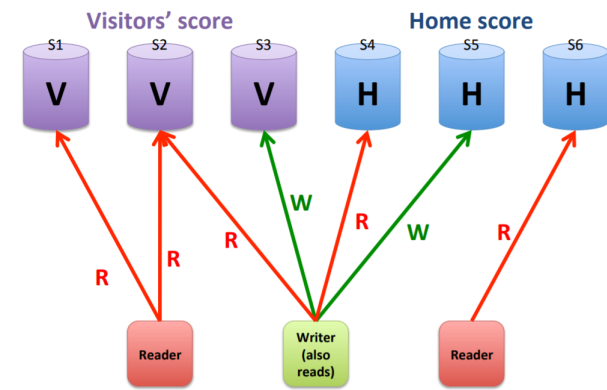 Visitors’ score
Home score
S1
S2
S3
S4
S5
S6
V
V
V
H
H
H
W
R
W
R
R
R
R
Reader
Writer
(also
reads)
Reader